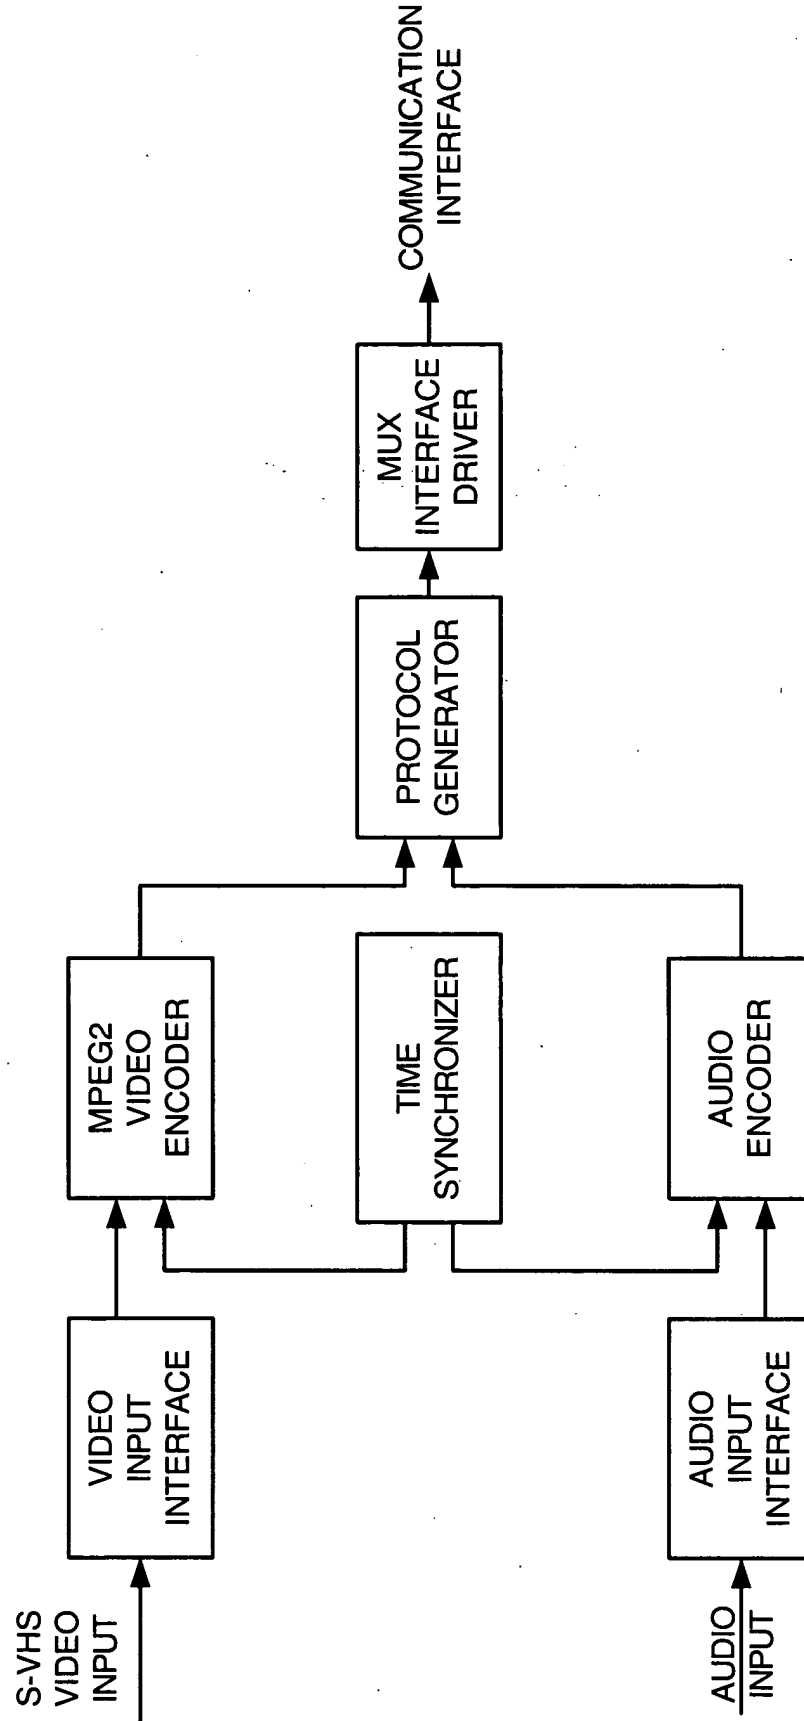 S-VHS
VIDEO
INPUT
VIDEO
INPUT
INTERFACE
MPEG2
VIDEO
ENCODER
TIME
SYNCHRONIZER
AUDIO
INPUT
AUDIO
INPUT
INTERFACE
AUDIO
ENCODER
PROTOCOL
GENERATOR
MUX
INTERFACE
DRIVER
COMMUNICATION
INTERFACE